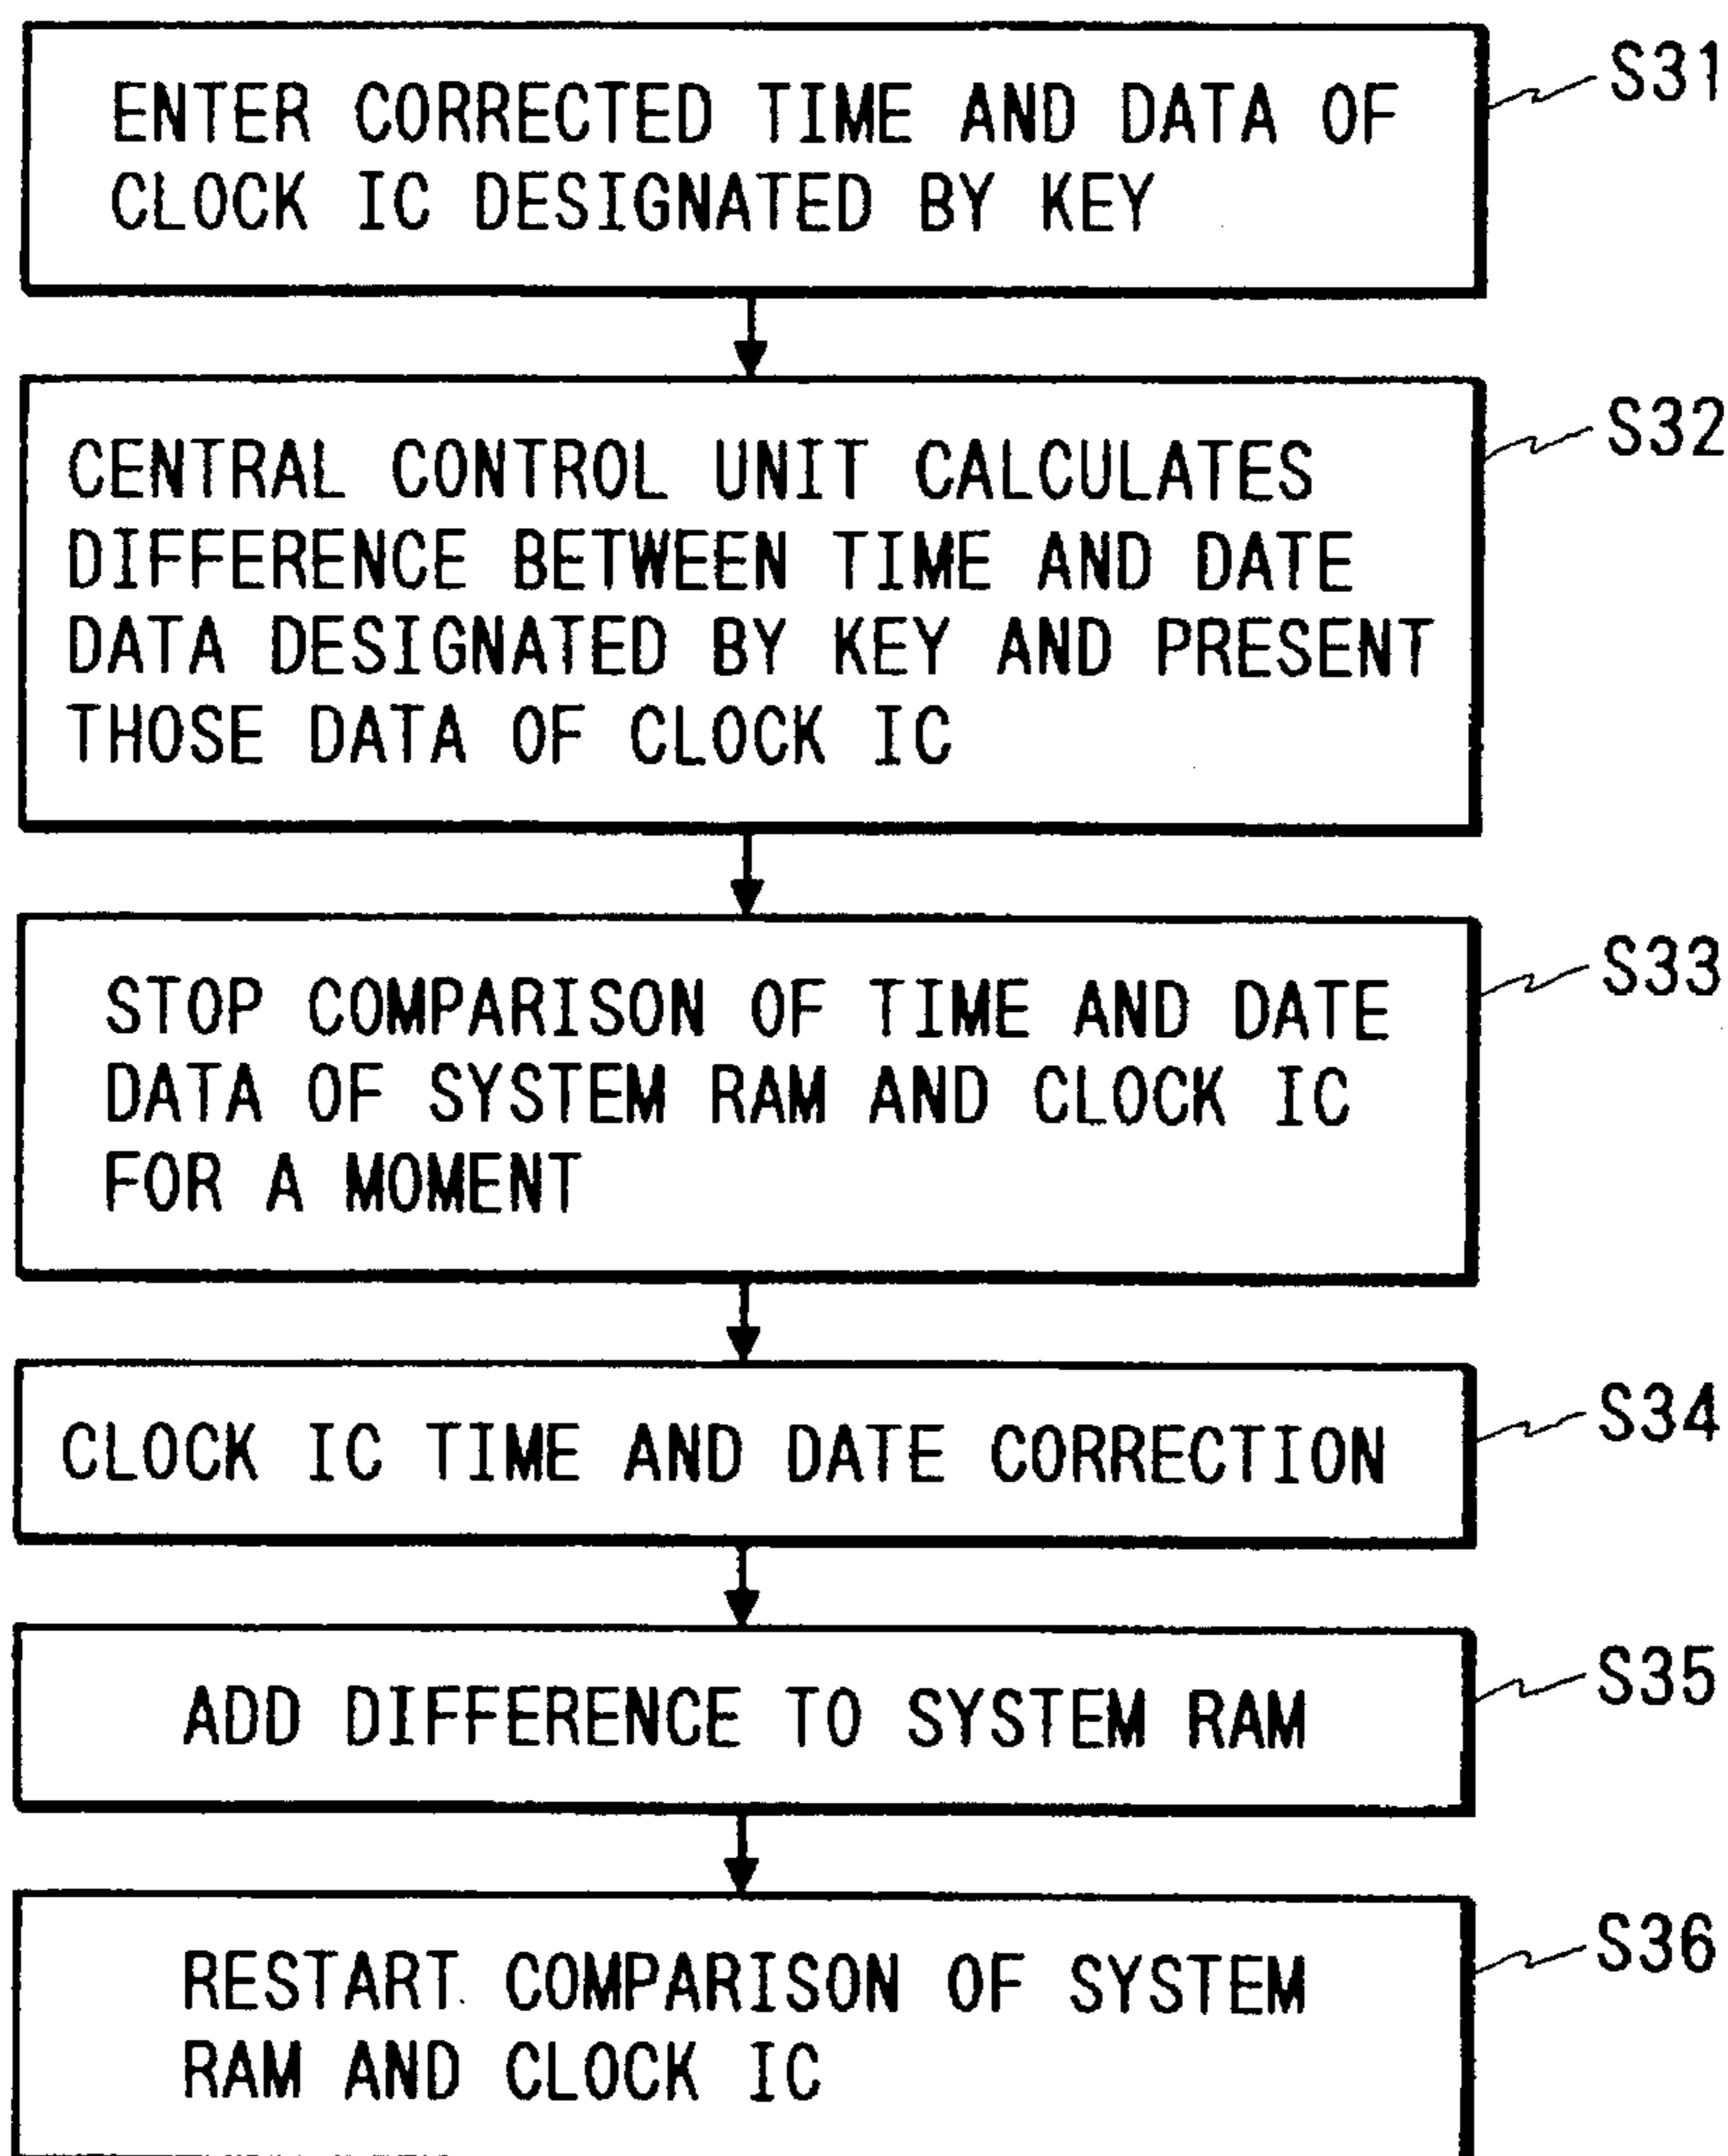 ENTER CORRECTED TIME AND DATA OF
CLOCK IC DESIGNATED BY KEY
S31
CENTRAL CONTROL UNIT CALCULATES
DIFFERENCE BETWEEN TIME AND DATE
DATA DESIGNATED BY KEY AND PRESENT
THOSE DATA OF CLOCK IC
S32
STOP COMPARISON OF TIME AND DATE
DATA OF SYSTEM RAM AND CLOCK IC
FOR A MOMENT
S33
CLOCK IC TIME AND DATE CORRECTION
S34
ADD DIFFERENCE TO SYSTEM RAM
S35
RESTART COMPARISON OF SYSTEM
RAM AND CLOCK IC
S36